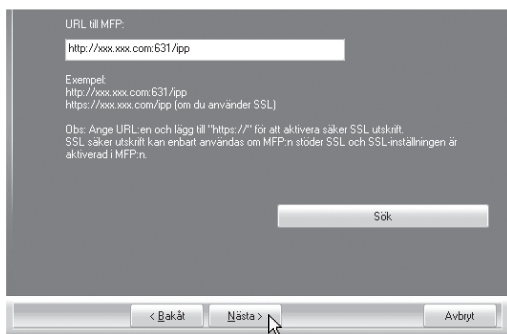 URL till MFP:
http://xxx.xxx.com:631/ipp
Exempel:
http://xxx.xxx.com:631/ipp
https://xxx.xxx.com/ipp (om du använder SSL)
Obs: Ange URL:en och lägg till "https://" för att aktivera säker SSL utskrift.
SSL säker utskrift kan enbart användas om MFP:n stöder SSL och SSL-inställningen är
aktiverad i MFP:n.
Sök
< Bakåt
Nästa >
Avbryt